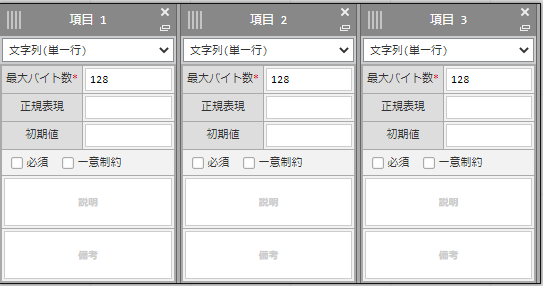 項目 1
文字列(単一行)
最大バイト数* 128
正規表現
初期値
必須 一意制約
説明
備考
項目 2
文字列(単一行)
最大バイト数* 128
正規表現
初期値
必須 一意制約
説明
備考
項目 3
文字列(単一行)
最大バイト数* 128
正規表現
初期値
必須 一意制約
説明
備考